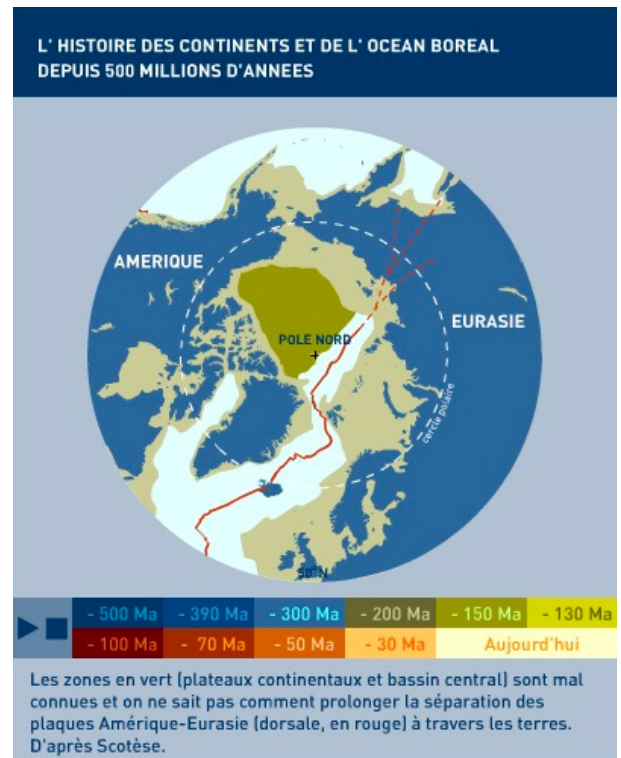 L' HISTOIRE DES CONTINENTS ET DE L' OCEAN BOREAL
DEPUIS 500 MILLIONS D'ANNEES
AMERIQUE
EURASIE
POLE NORD
cercle polaire
50°N
- 500 Ma - 390 Ma - 300 Ma - 200 Ma - 150 Ma - 130 Ma
- 100 Ma - 70 Ma - 50 Ma - 30 Ma Aujourd'hui
Les zones en vert (plateaux continentaux et bassin central) sont mal
connues et on ne sait pas comment prolonger la séparation des
plaques Amérique-Eurasie (dorsale, en rouge) à travers les terres.
D'après Scotèse.